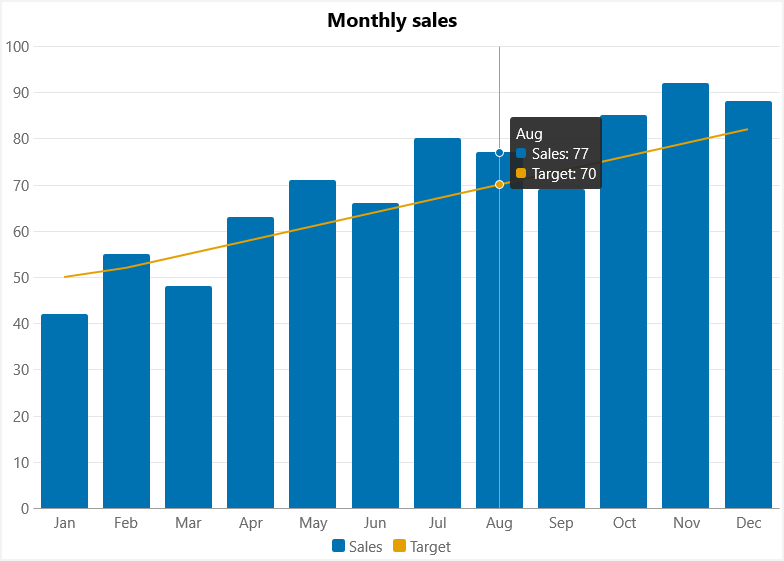 Monthly sales
100
90
80
70
60
50
40
30
20
10
0
Aug
Sales: 77
Target: 70
Jan Feb Mar Apr May Jun Jul Aug Sep Oct Nov Dec
Sales Target